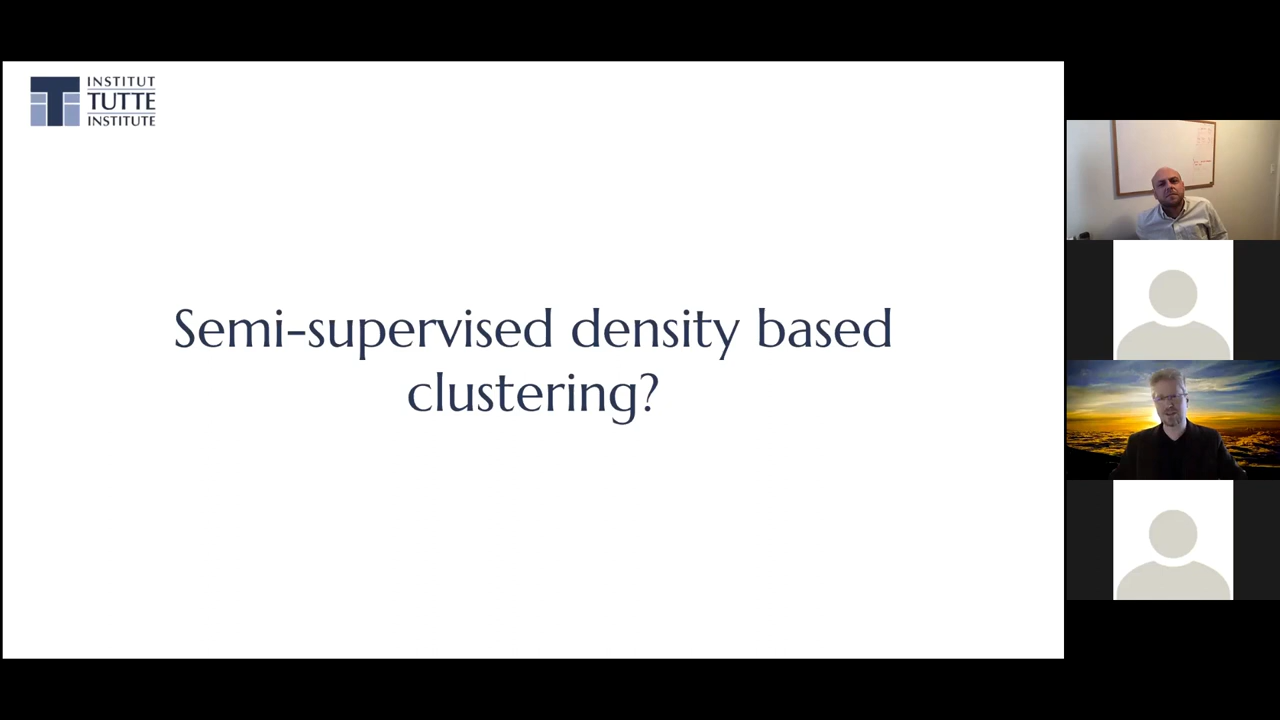 INSTITUT
TUTTE
INSTITUTE
Semi-supervised density based
clustering?